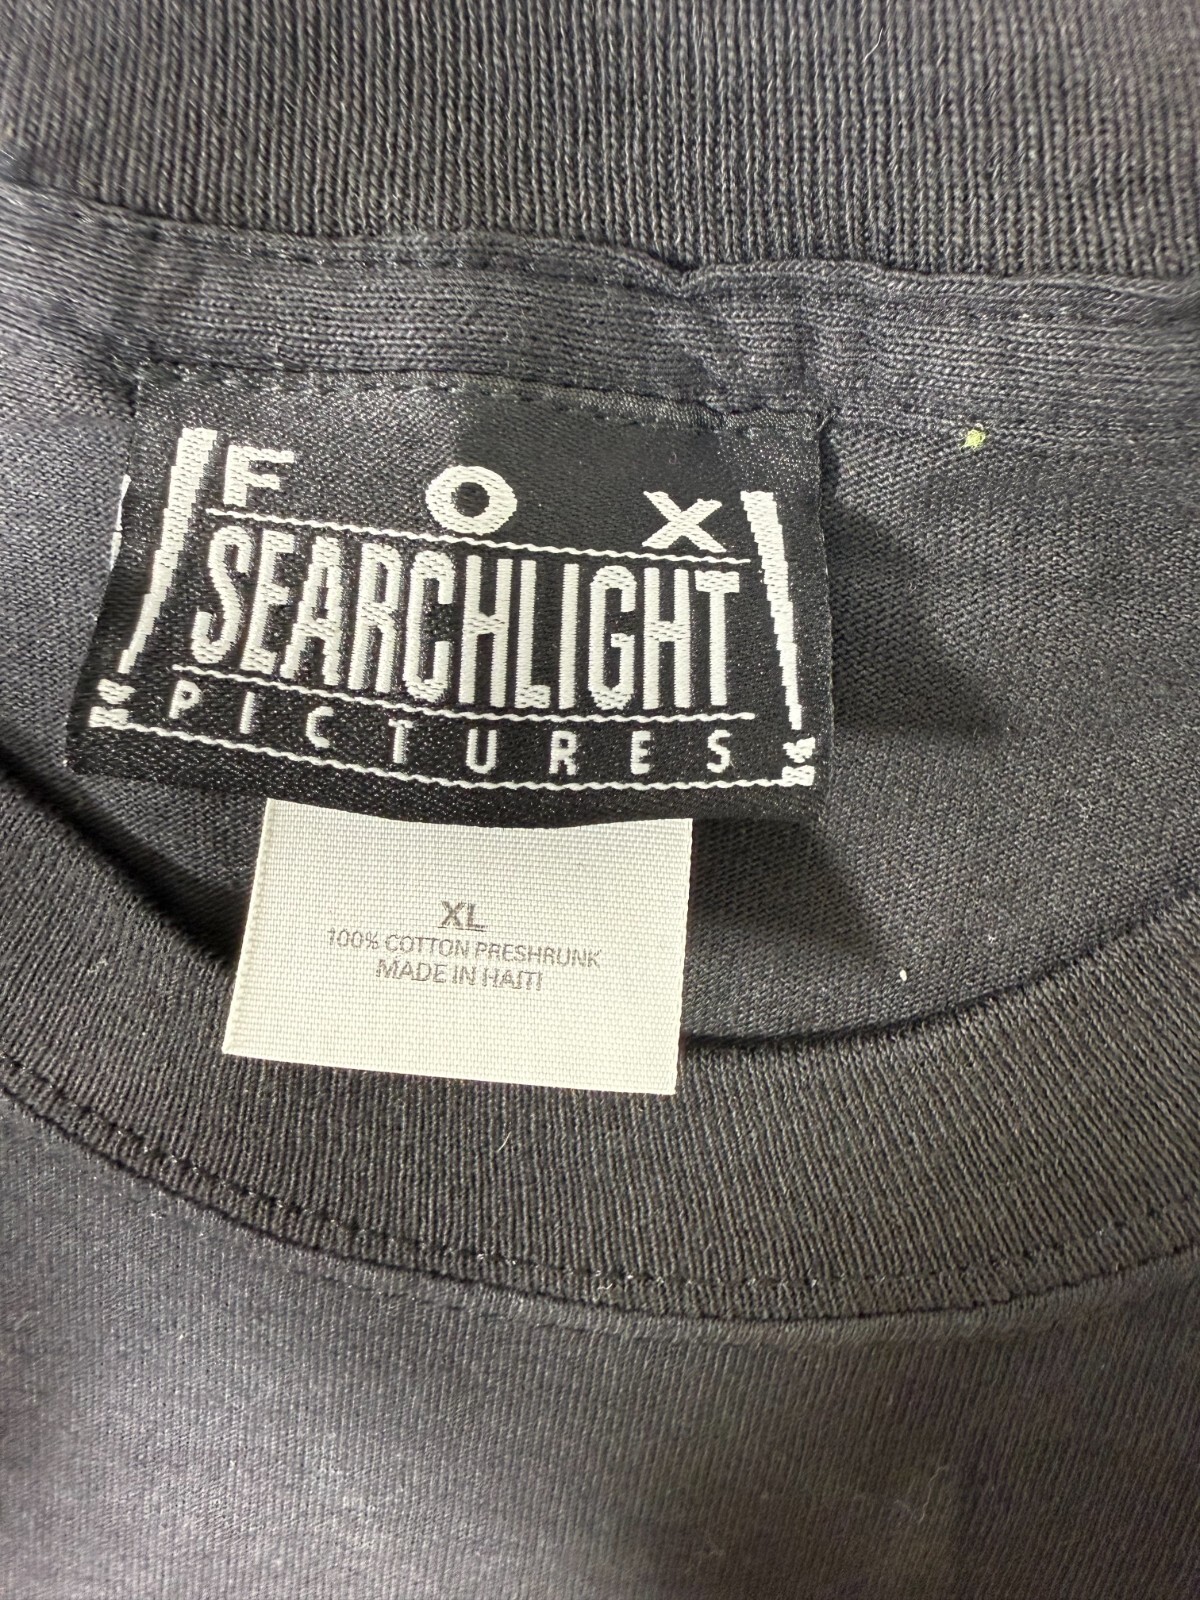 FOX
SEARCHLIGHT
PICTURES
XL
100% COTTON PRESHRUNK
MADE IN HAITI